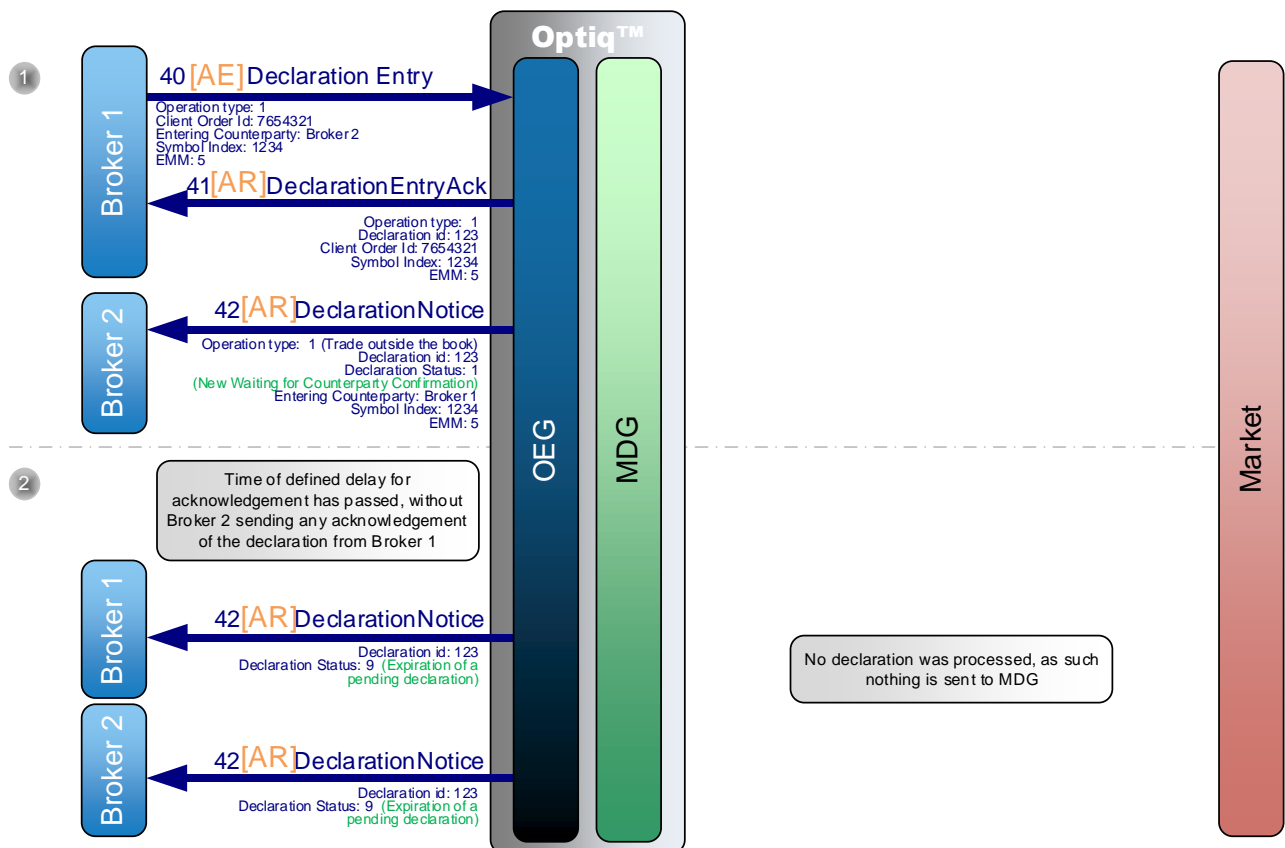 Optiq™
1
40 [AE] Declaration Entry
Operation type: 1
Client Order Id: 7654321
Entering Counterparty: Broker 2
Symbol Index: 1234
EMM: 5
Broker 1
41[AR]DeclarationEntryAck
Operation type: 1
Declaration id: 123
Client Order Id: 7654321
Symbol Index: 1234
EMM: 5
Broker 2
42[AR]DeclarationNotice
Operation type: 1 (Trade outside the book)
Declaration id: 123
Declaration Status: 1
(New Waiting for Counterparty Confirmation)
Entering Counterparty: Broker 1
Symbol Index: 1234
EMM: 5
OEG
MDG
Market
2
Time of defined delay for
acknowledgement has passed, without
Broker 2 sending any acknowledgement
of the declaration from Broker 1
Broker 1
42[AR]DeclarationNotice
Declaration id: 123
Declaration Status: 9 (Expiration of a
pending declaration)
No declaration was processed, as such
nothing is sent to MDG
Broker 2
42[AR]DeclarationNotice
Declaration id: 123
Declaration Status: 9 (Expiration of a
pending declaration)